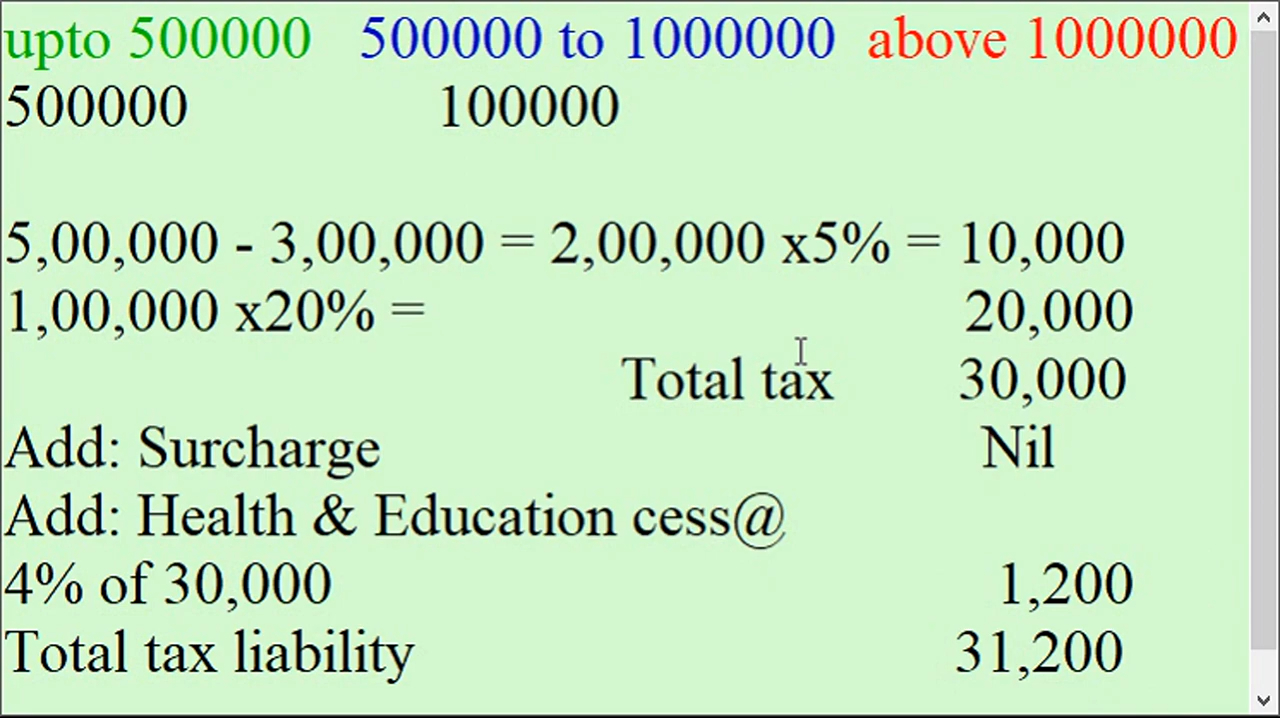 upto 500000 500000 to 1000000 above 1000000
500000 100000
5,00,000 - 3,00,000 = 2,00,000 x5% = 10,000
1,00,000 x20% = 20,000
Total tax 30,000
Add: Surcharge Nil
Add: Health & Education cess@
4% of 30,000 1,200
Total tax liability 31,200